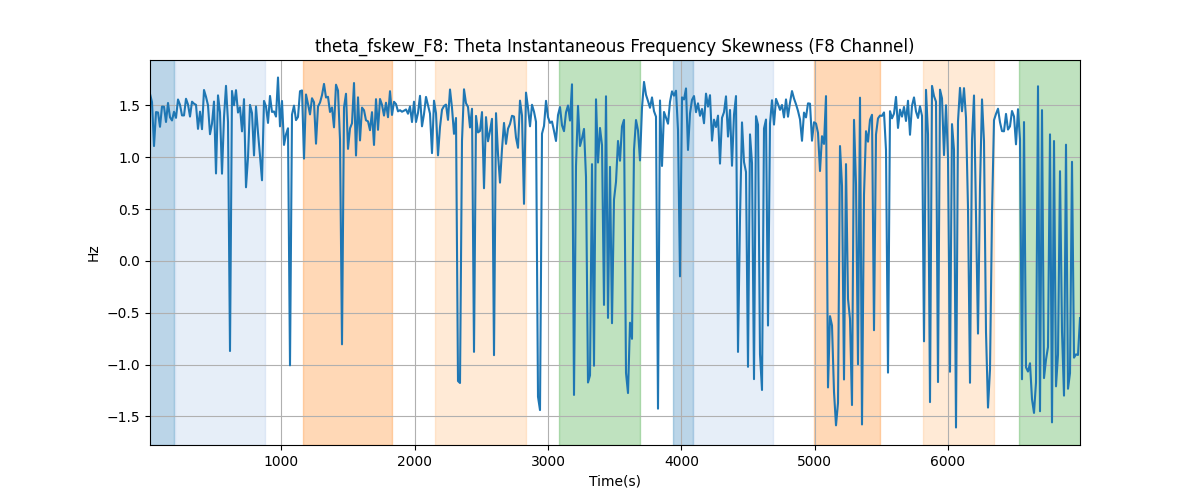 theta_fskew_F8: Theta Instantaneous Frequency Skewness (F8 Channel)
1.5
1.0
0.5
0.0
−0.5
−1.0
−1.5
Hz
1000 2000 3000 4000 5000 6000
Time(s)